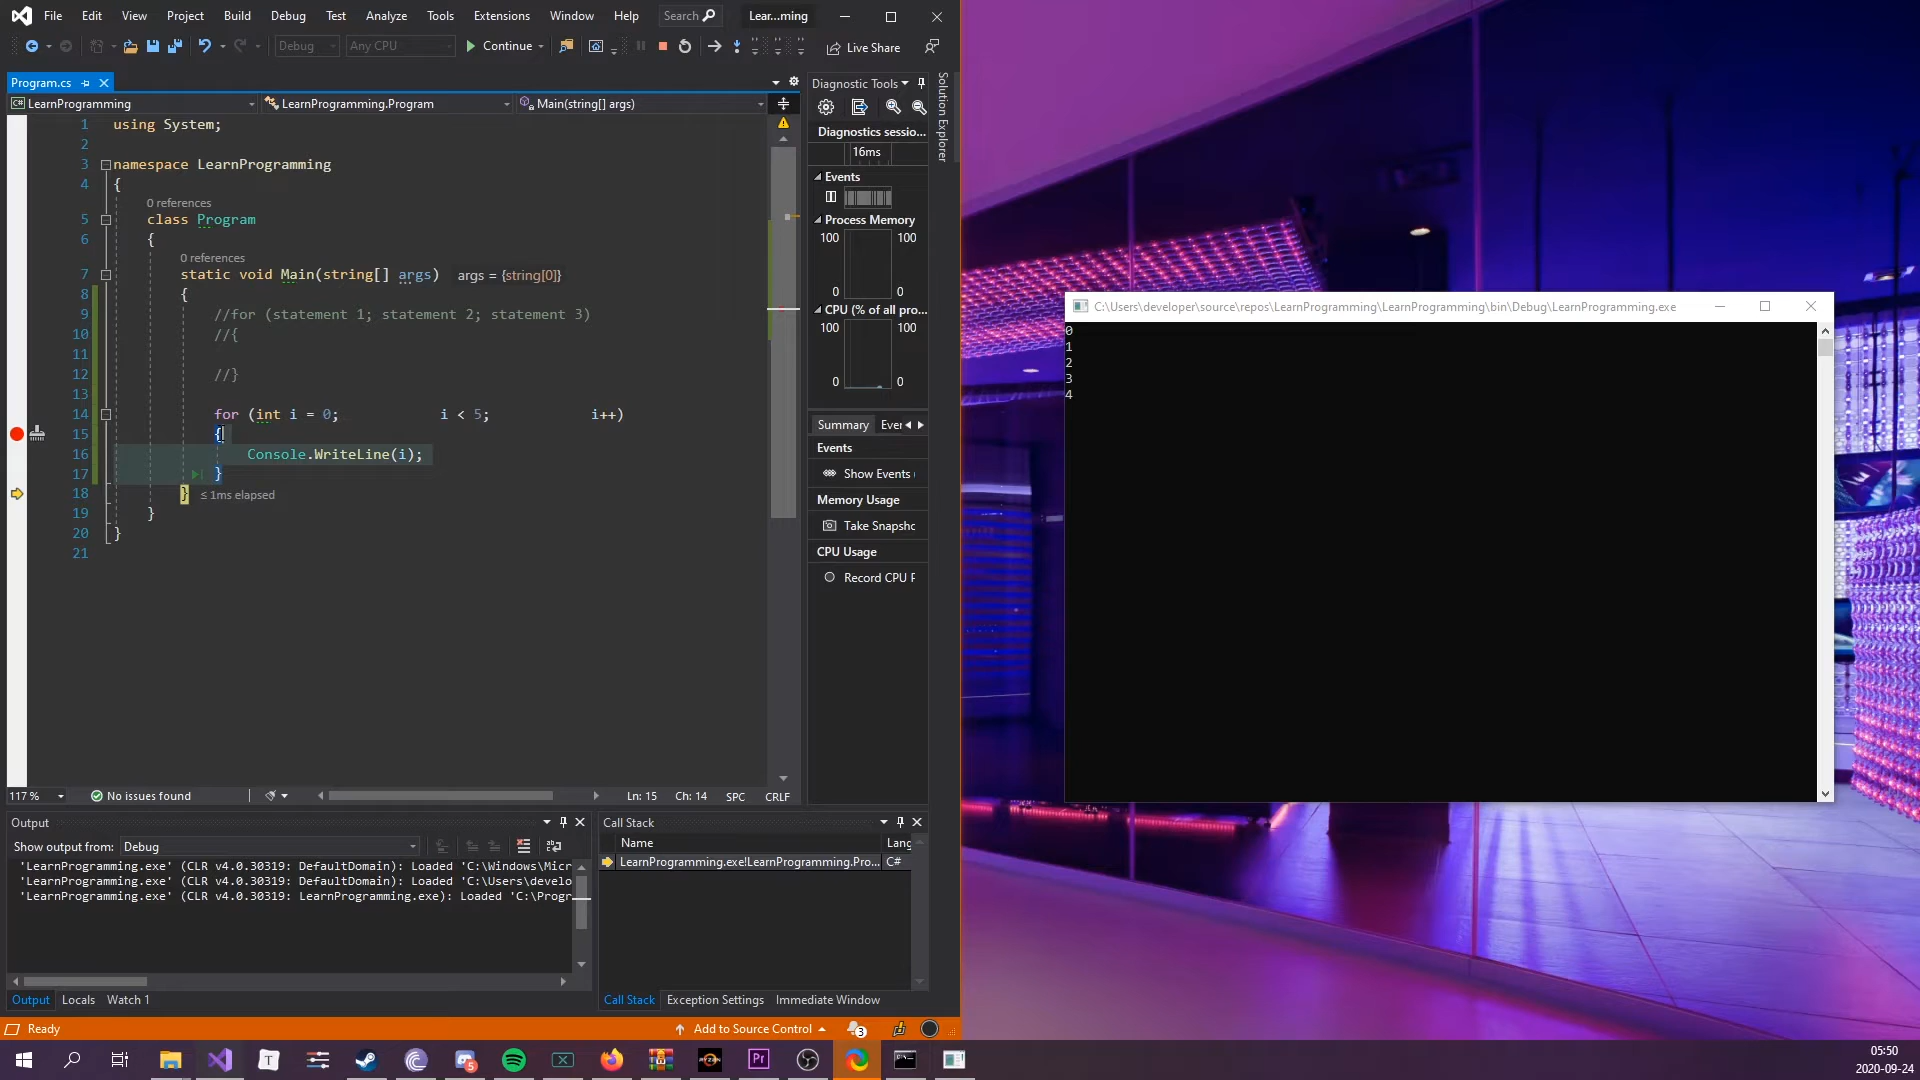 File Edit View Project Build Debug Test Analyze Tools Extensions Window Help Search Lear...ming
Debug Any CPU Continue Live Share
Program.cs
LearnProgramming LearnProgramming.Program Main(string[] args)
1 using System;
2
3 namespace LearnProgramming
4 {
0 references
5 class Program
6 {
0 references
7 static void Main(string[] args) args = {string[0]}
8 {
9 //for (statement 1; statement 2; statement 3)
10 //{
11
12 //}
13
14 for (int i = 0; i < 5; i++)
15 {
16 Console.WriteLine(i);
17 }
18 } ≤ 1ms elapsed
19 }
20 }
21
117 % No issues found Ln: 15 Ch: 14 SPC CRLF
Diagnostic Tools
Diagnostics sessio...
16ms
Events
Process Memory
100 100
0 0
CPU (% of all pro...
100 100
0 0
Summary Ever
Events
Show Events
Memory Usage
Take Snapshc
CPU Usage
Record CPU P
Solution Explorer
Output
Show output from: Debug
'LearnProgramming.exe' (CLR v4.0.30319: DefaultDomain): Loaded 'C:\Windows\Micr
'LearnProgramming.exe' (CLR v4.0.30319: DefaultDomain): Loaded 'C:\Users\develo
'LearnProgramming.exe' (CLR v4.0.30319: LearnProgramming.exe): Loaded 'C:\Progr
Output Locals Watch 1
Call Stack
Name Lang
LearnProgramming.exe!LearnProgramming.Pro... C#
Call Stack Exception Settings Immediate Window
Ready Add to Source Control 3
C:\Users\developer\source\repos\LearnProgramming\LearnProgramming\bin\Debug\LearnProgramming.exe
0
1
2
3
4
T
5
RYZEN
Pr
05:50
2020-09-24